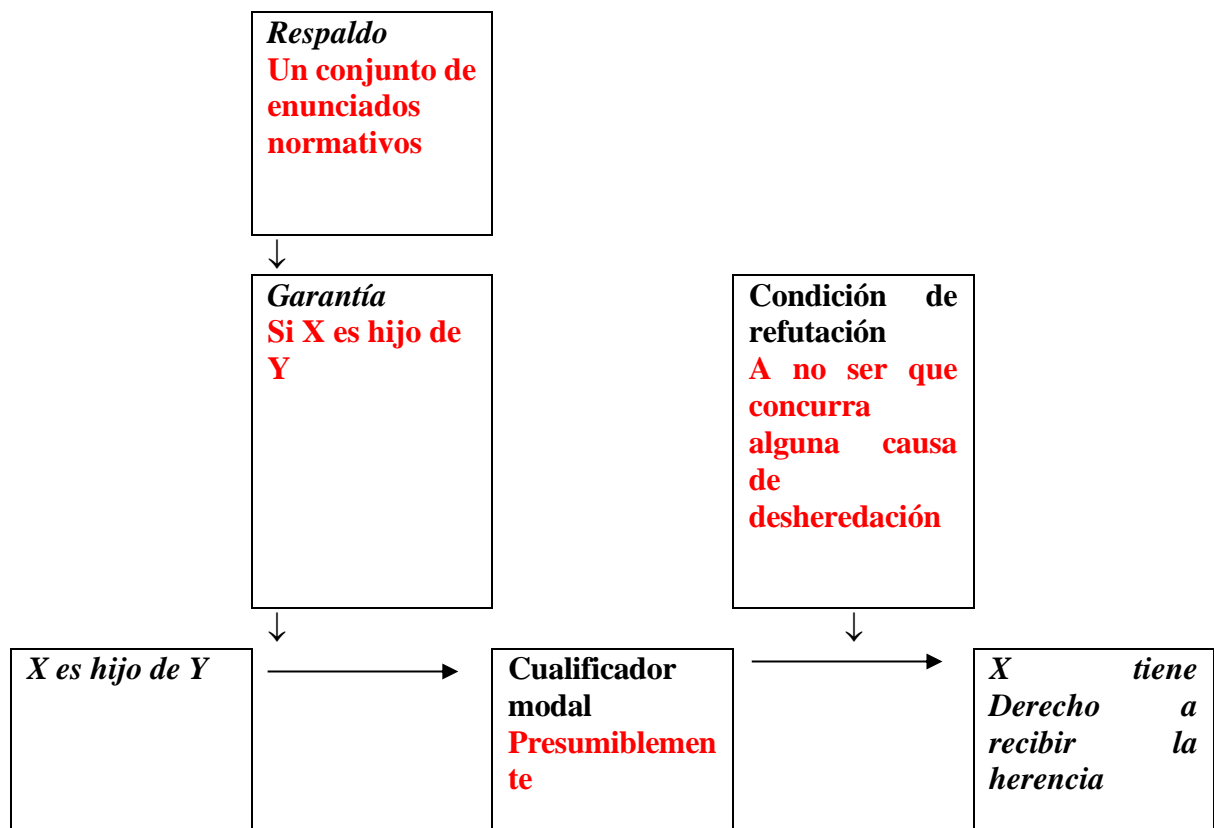 Respaldo
Un conjunto de
enunciados
normativos
Garantía
Si X es hijo de
Y
Condición de
refutación
A no ser que
concurra
alguna causa
de
desheredación
X es hijo de Y
Cualificador
modal
Presumiblemen
te
X tiene
Derecho a
recibir la
herencia